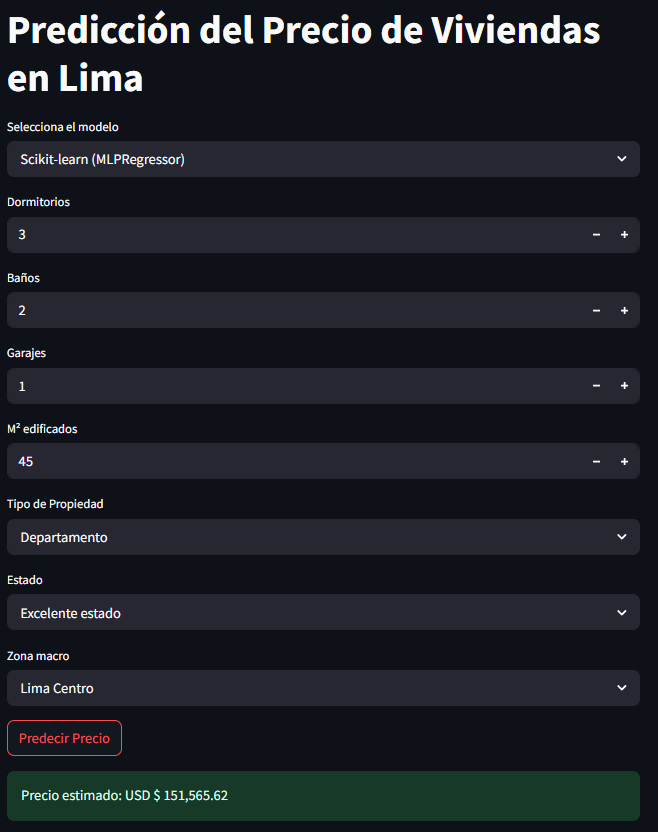 Predicción del Precio de Viviendas
en Lima
Selecciona el modelo
Scikit-learn (MLPRegressor)
Dormitorios
3
Baños
2
Garajes
1
M² edificados
45
Tipo de Propiedad
Departamento
Estado
Excelente estado
Zona macro
Lima Centro
Predecir Precio
Precio estimado: USD $ 151,565.62